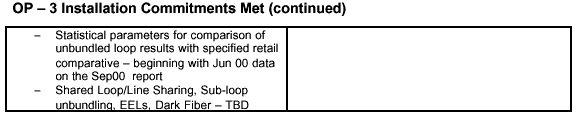 OP – 3 Installation Commitments Met (continued)
– Statistical parameters for comparison of
unbundled loop results with specified retail
comparative – beginning with Jun 00 data
on the Sep00 report
– Shared Loop/Line Sharing, Sub-loop
unbundling, EELs, Dark Fiber – TBD